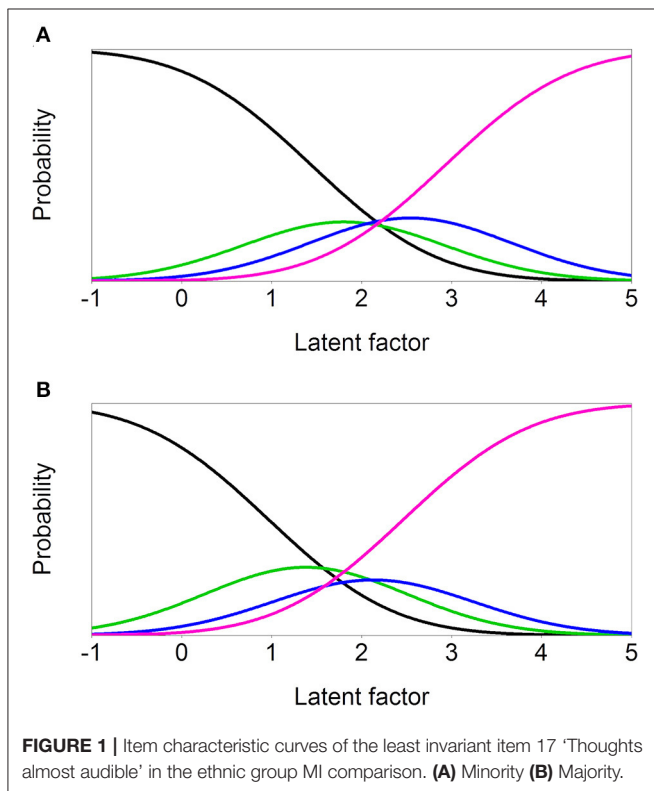 A
Probability
-1 0 1 2 3 4 5
Latent factor
B
Probability
-1 0 1 2 3 4 5
Latent factor
FIGURE 1 | Item characteristic curves of the least invariant item 17 ‘Thoughts
almost audible’ in the ethnic group MI comparison. (A) Minority (B) Majority.